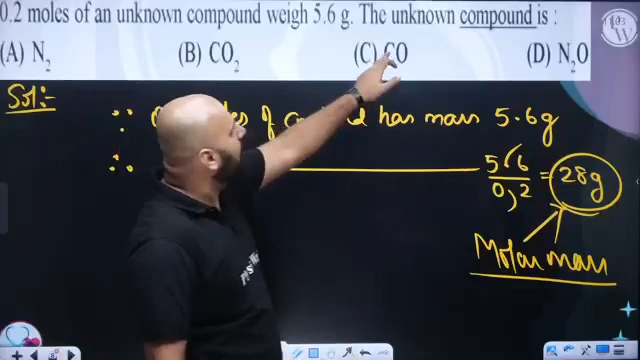 0.2 moles of an unknown compound weigh 5.6 g. The unknown compound is :
(A) N2 (B) CO2 (C) CO (D) N2O
Sol:-
∵ of has mass 5.6g
∴ 5.6/0.2 = 28g
Molar mass